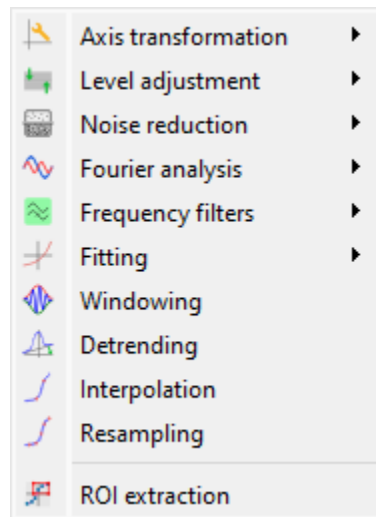 Axis transformation
Level adjustment
Noise reduction
Fourier analysis
Frequency filters
Fitting
Windowing
Detrending
Interpolation
Resampling
ROI extraction